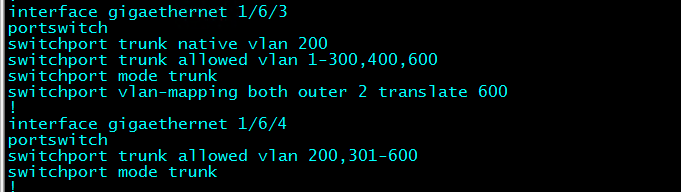 !
interface gigaethernet 1/6/3
portswitch
switchport trunk native vlan 200
switchport trunk allowed vlan 1-300,400,600
switchport mode trunk
switchport vlan-mapping both outer 2 translate 600
!
interface gigaethernet 1/6/4
portswitch
switchport trunk allowed vlan 200,301-600
switchport mode trunk
!